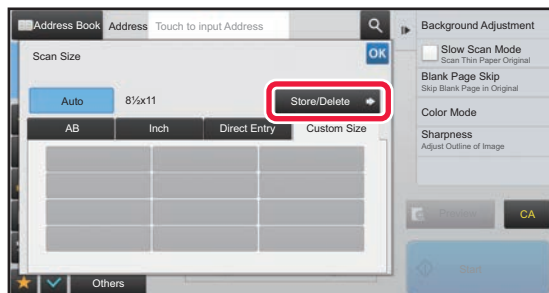 Address Book Address Touch to input Address
Background Adjustment
Scan Size OK
Slow Scan Mode
Scan Thin Paper Original
Blank Page Skip
Skip Blank Page in Original
Auto 8½x11 Store/Delete
Color Mode
AB Inch Direct Entry Custom Size
Sharpness
Adjust Outline of Image
Preview CA
Start
Others